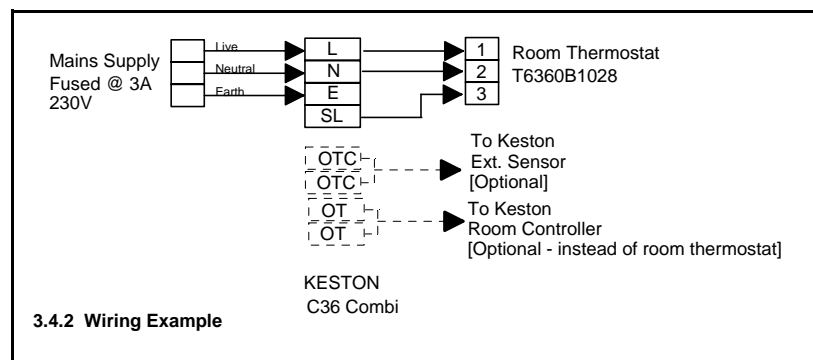 Mains Supply
Fused @ 3A
230V
Live
Neutral
Earth
L
N
E
SL
1
2
3
Room Thermostat
T6360B1028
OTC
OTC
To Keston
Ext. Sensor
[Optional]
OT
OT
To Keston
Room Controller
[Optional - instead of room thermostat]
KESTON
C36 Combi
3.4.2 Wiring Example